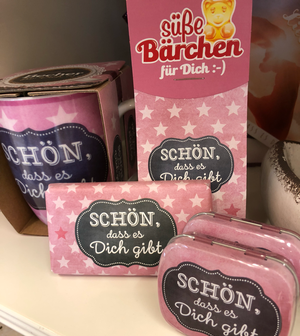 Becher
SCHÖN,
dass es
Dich gibt
süße
Bärchen
für Dich :-)
SCHÖN,
dass es
Dich gibt
SCHÖN,
dass es
Dich gibt
SCHÖN,
dass es
Dich gibt